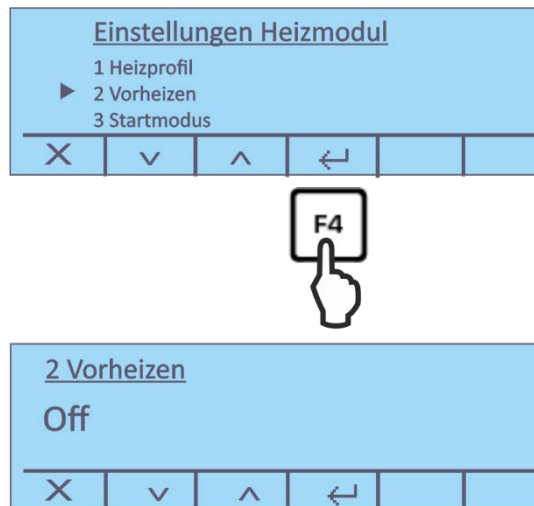 Einstellungen Heizmodul
1 Heizprofil
2 Vorheizen
3 Startmodus
F4
2 Vorheizen
Off